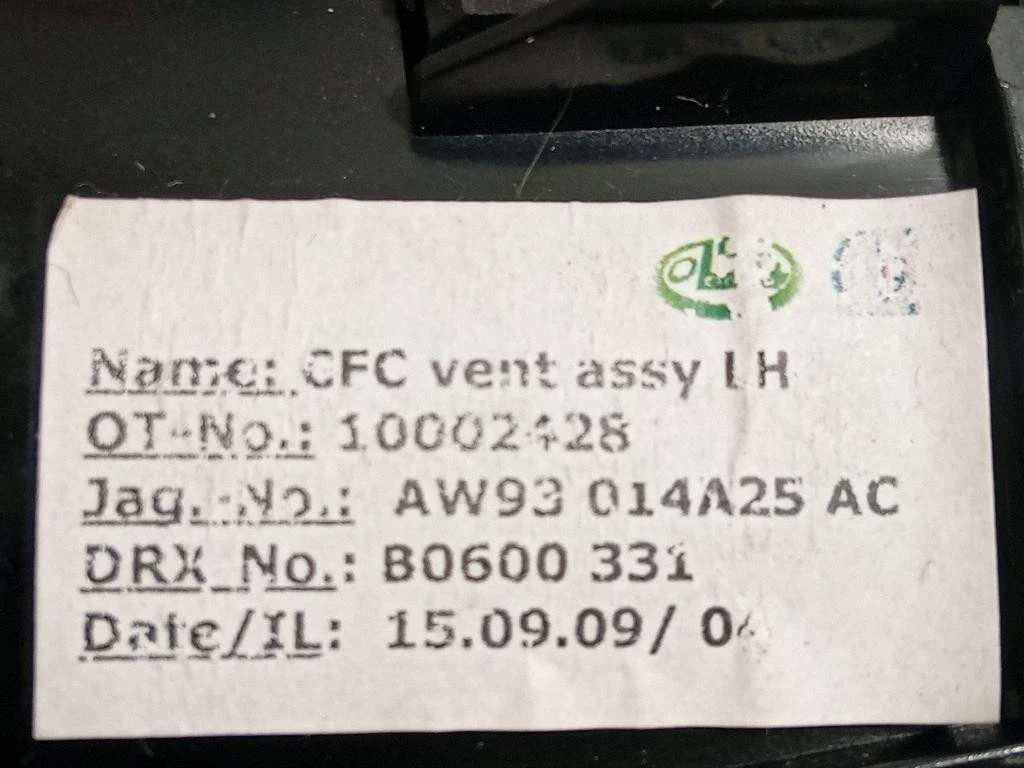 Name: CFC vent assy LH
OT-No.: 10002428
Jag.-No.: AW93 014A25 AC
DRX_No.: B0600 331
Date/IL: 15.09.09/